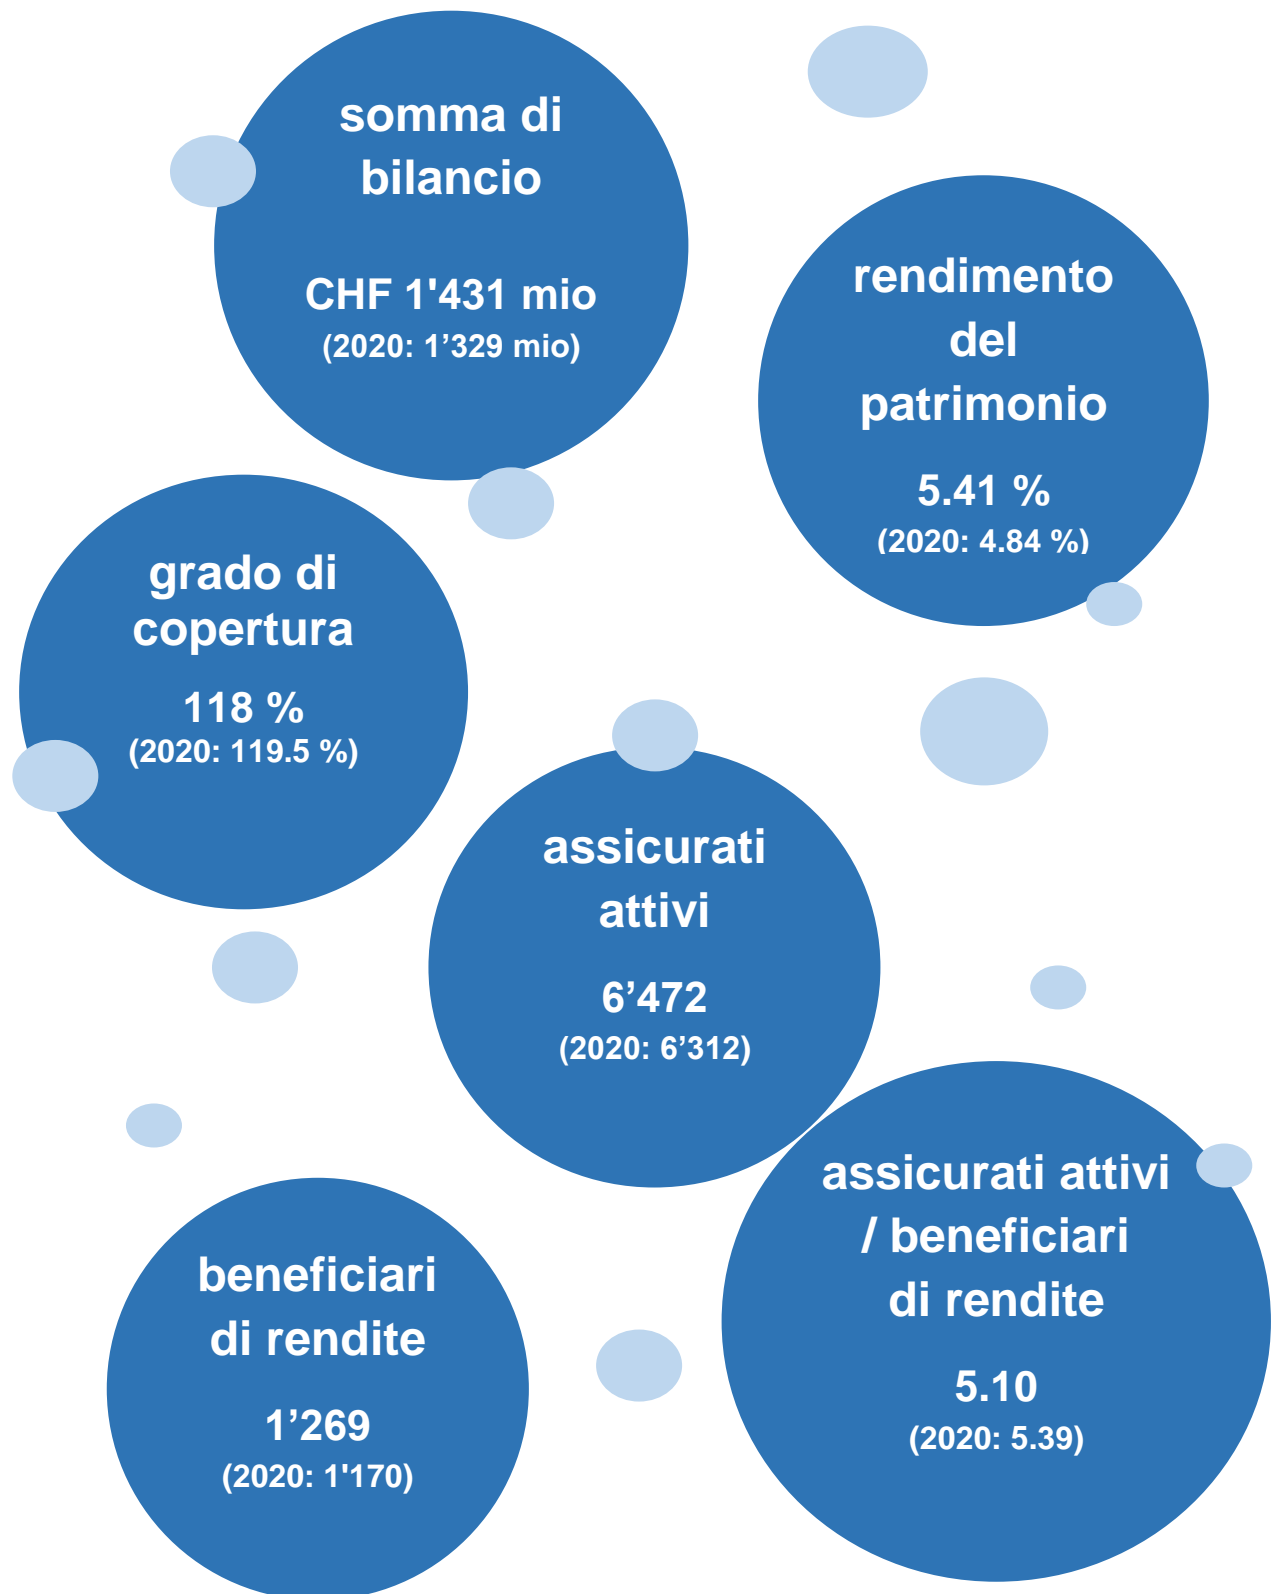 somma di
bilancio
CHF 1'431 mio
(2020: 1’329 mio)
rendimento
del
patrimonio
5.41 %
(2020: 4.84 %)
grado di
copertura
118 %
(2020: 119.5 %)
assicurati
attivi
6’472
(2020: 6’312)
assicurati attivi
/ beneficiari
di rendite
5.10
(2020: 5.39)
beneficiari
di rendite
1’269
(2020: 1'170)